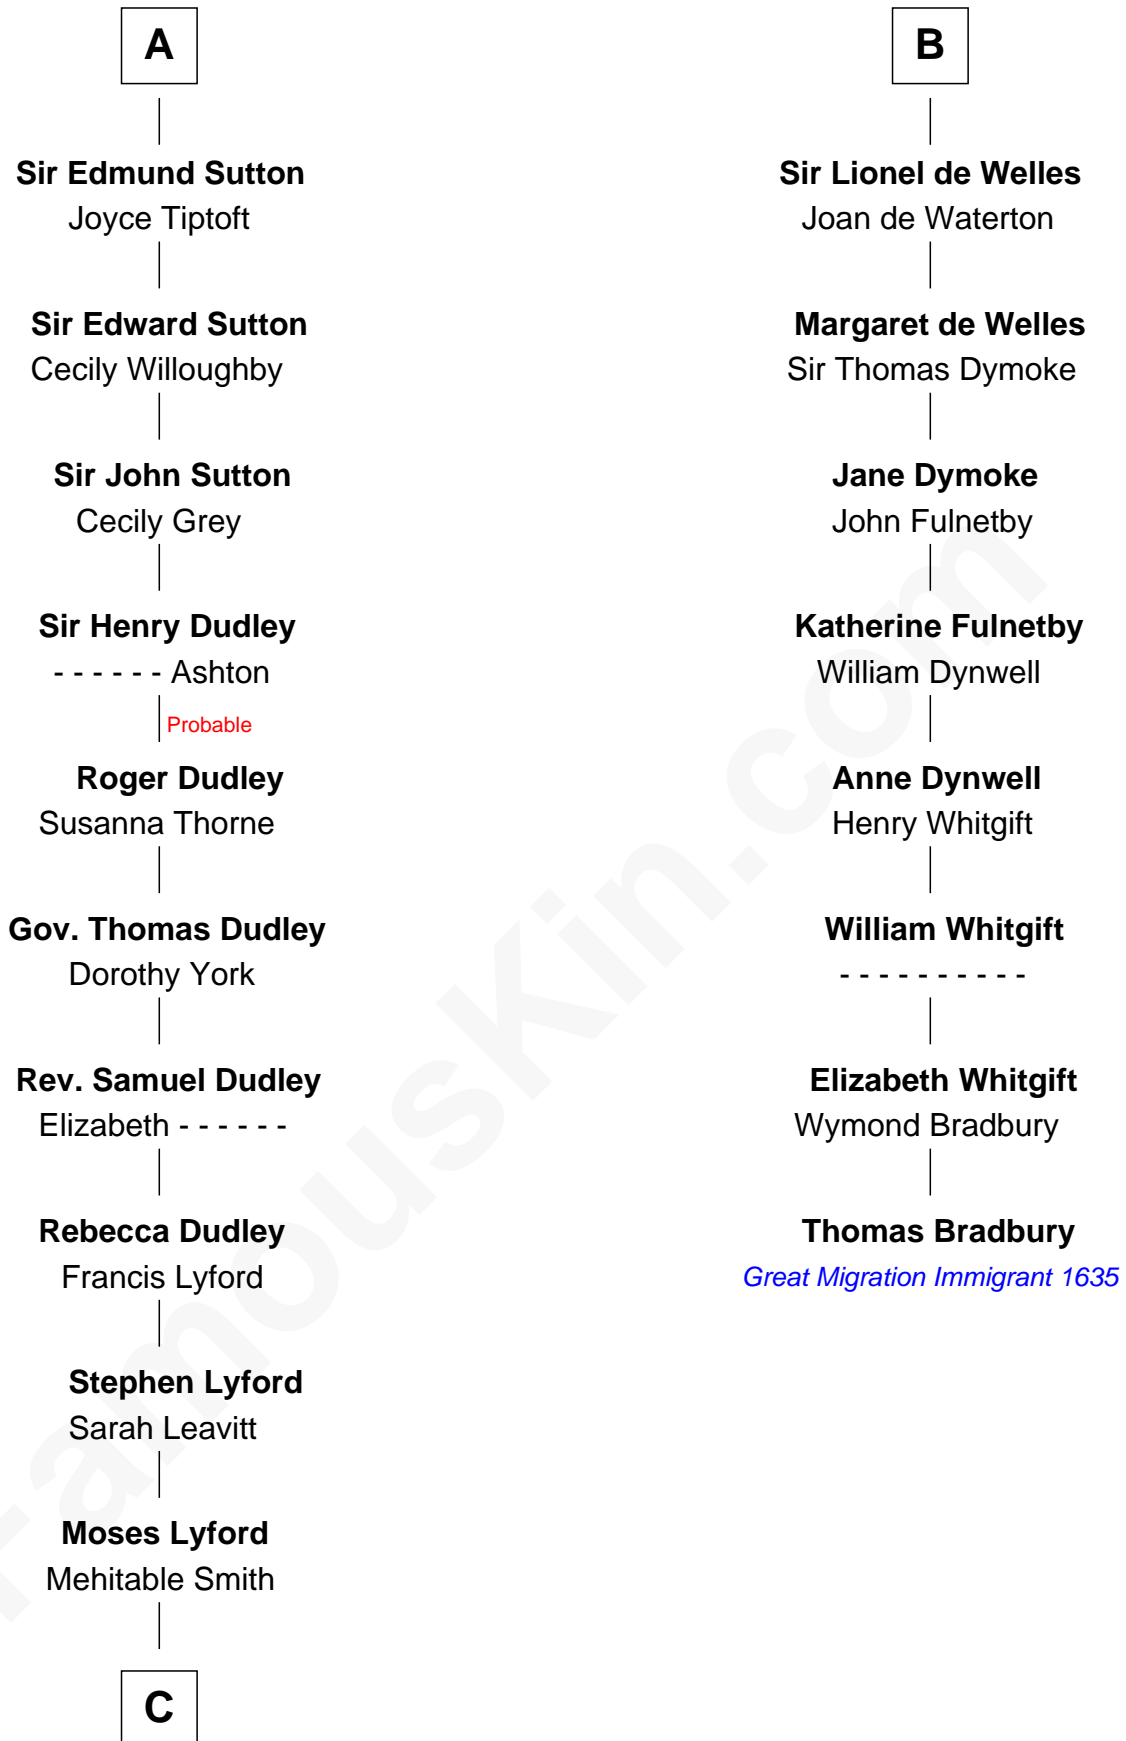 A
Sir Edmund Sutton
Joyce Tiptoft
Sir Edward Sutton
Cecily Willoughby
Sir John Sutton
Cecily Grey
Sir Henry Dudley
- - - - - - Ashton
Probable
Roger Dudley
Susanna Thorne
Gov. Thomas Dudley
Dorothy York
Rev. Samuel Dudley
Elizabeth - - - - - -
Rebecca Dudley
Francis Lyford
Stephen Lyford
Sarah Leavitt
Moses Lyford
Mehitable Smith
C
B
Sir Lionel de Welles
Joan de Waterton
Margaret de Welles
Sir Thomas Dymoke
Jane Dymoke
John Fulnetby
Katherine Fulnetby
William Dynwell
Anne Dynwell
Henry Whitgift
William Whitgift
- - - - - - - - - -
Elizabeth Whitgift
Wymond Bradbury
Thomas Bradbury
Great Migration Immigrant 1635
FamousKin.com